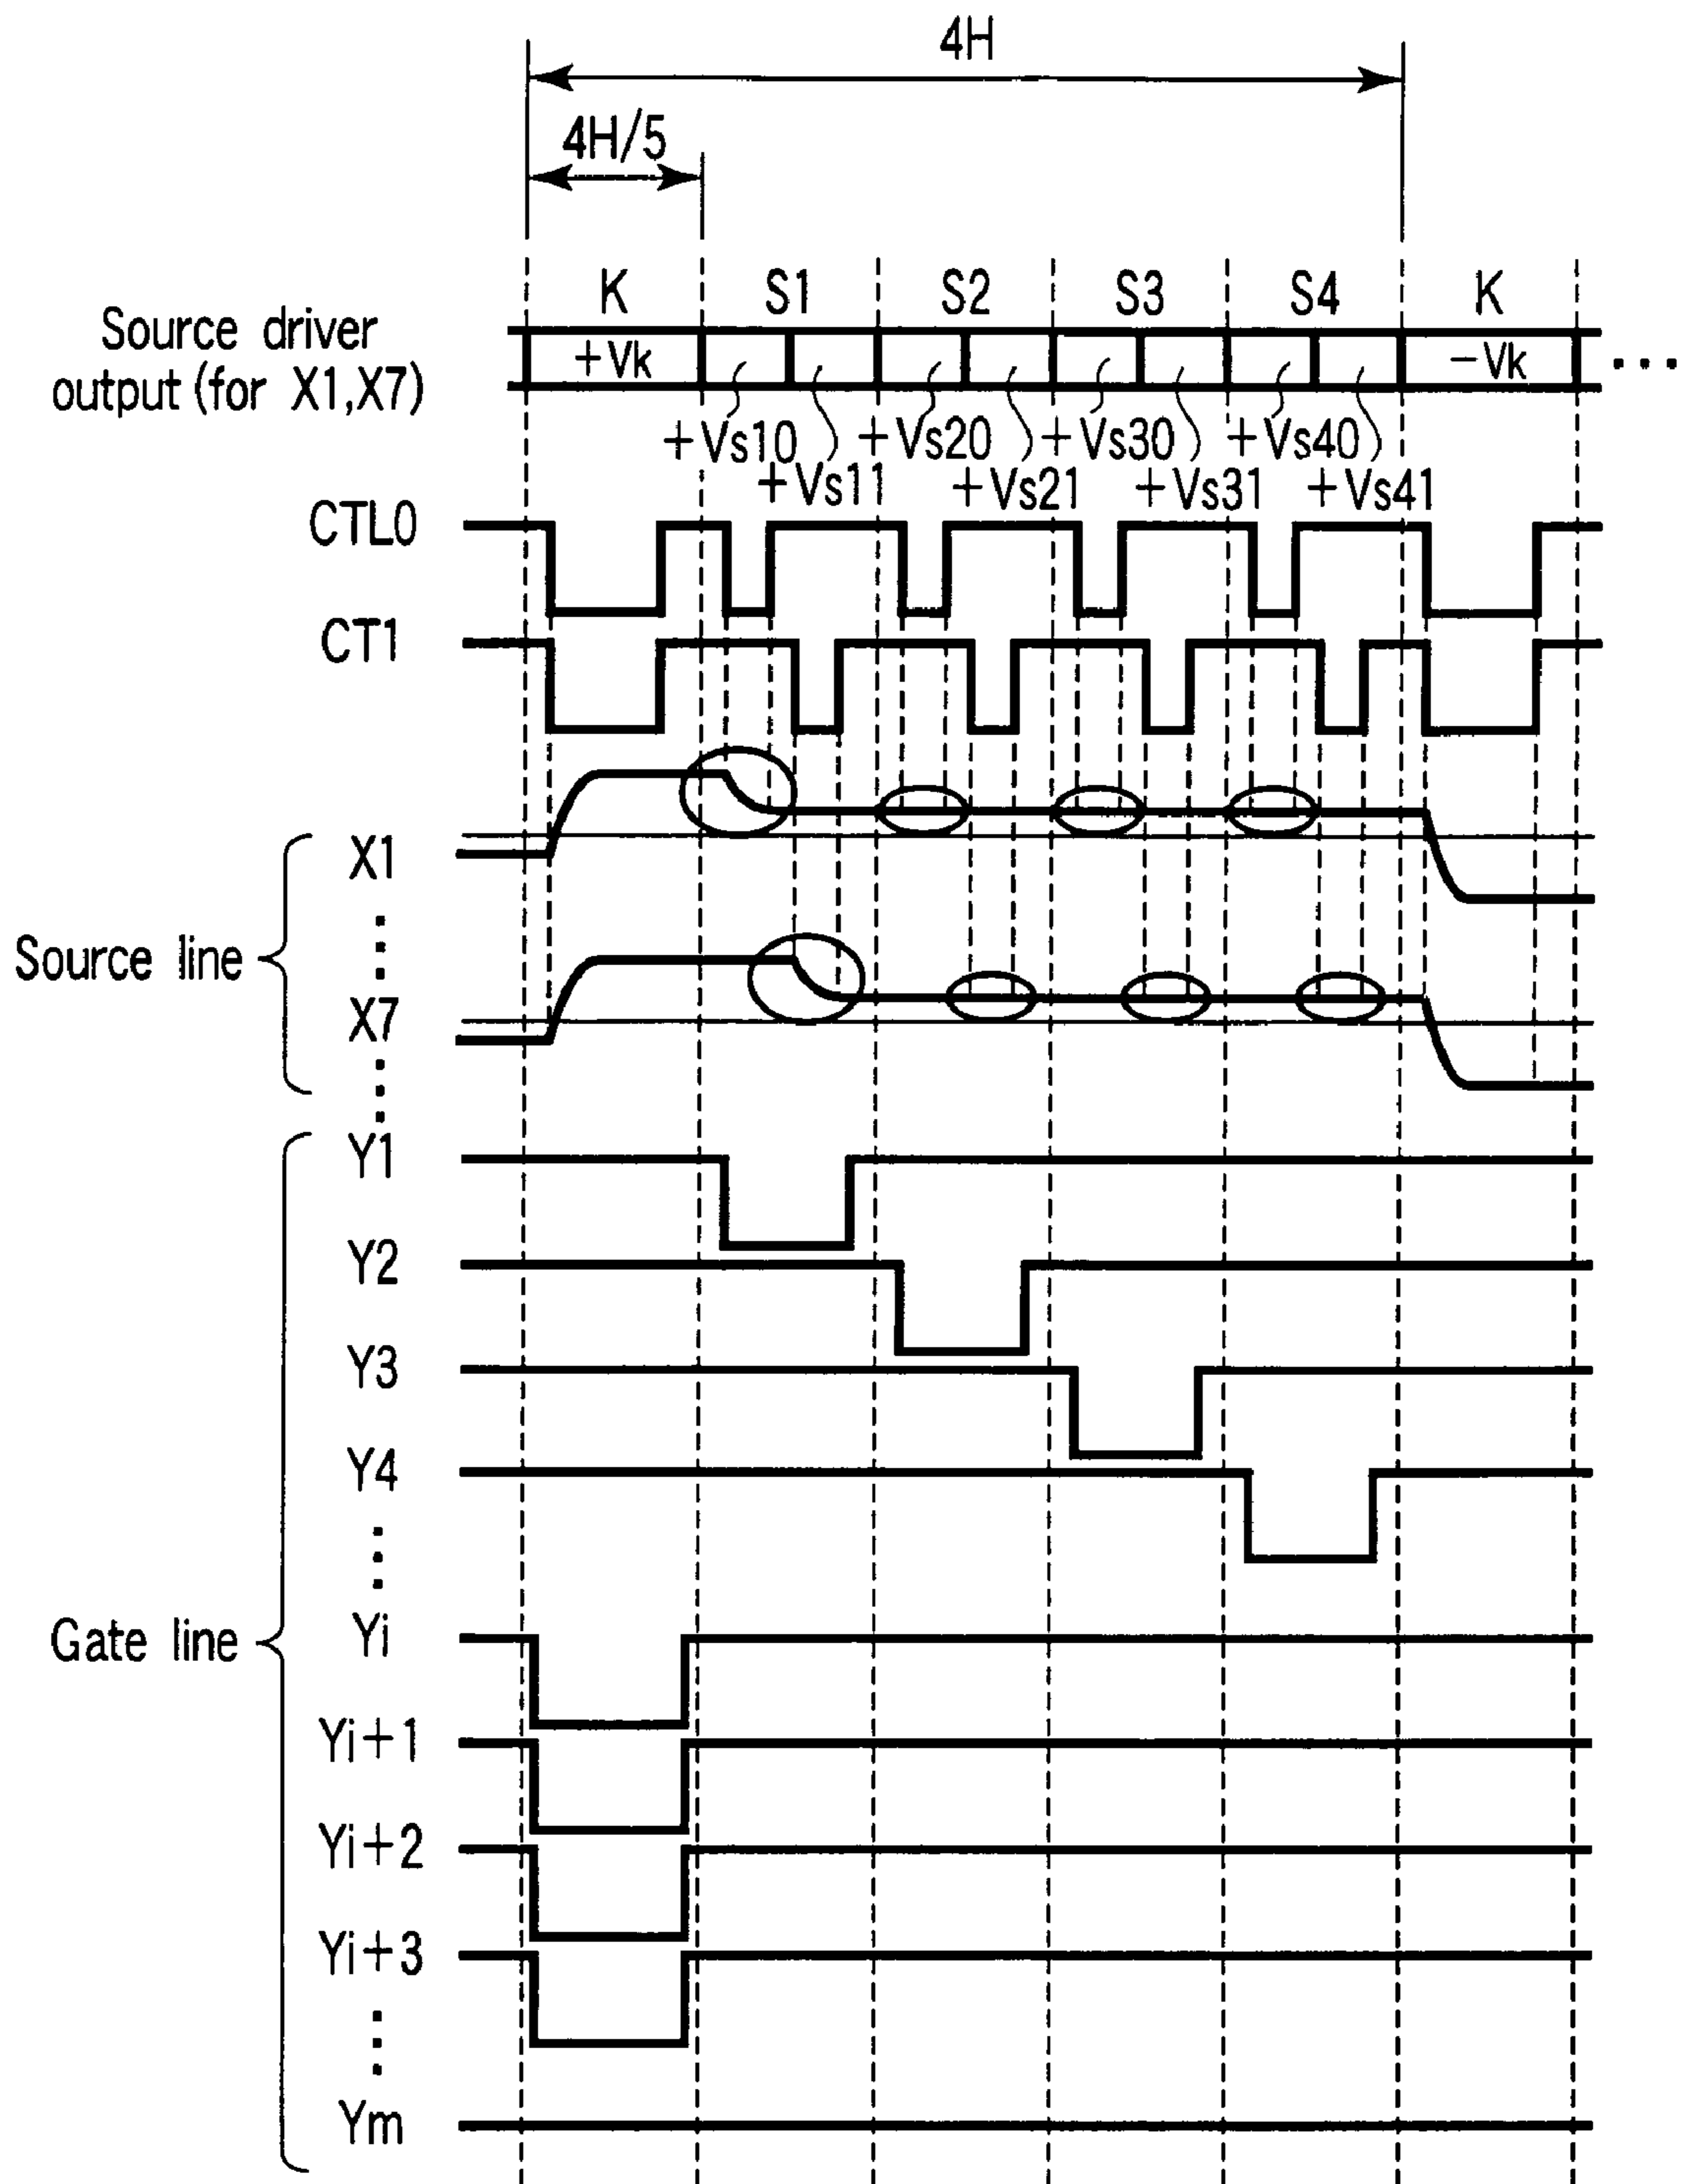 4H
4H/5
K S1 S2 S3 S4 K
Source driver
output (for X1,X7)
+Vk -Vk ...
+Vs10 +Vs20 +Vs30 +Vs40
+Vs11 +Vs21 +Vs31 +Vs41
CTL0
CT1
X1
Source line
X7
Y1
Y2
Y3
Y4
Gate line
Yi
Yi+1
Yi+2
Yi+3
Ym